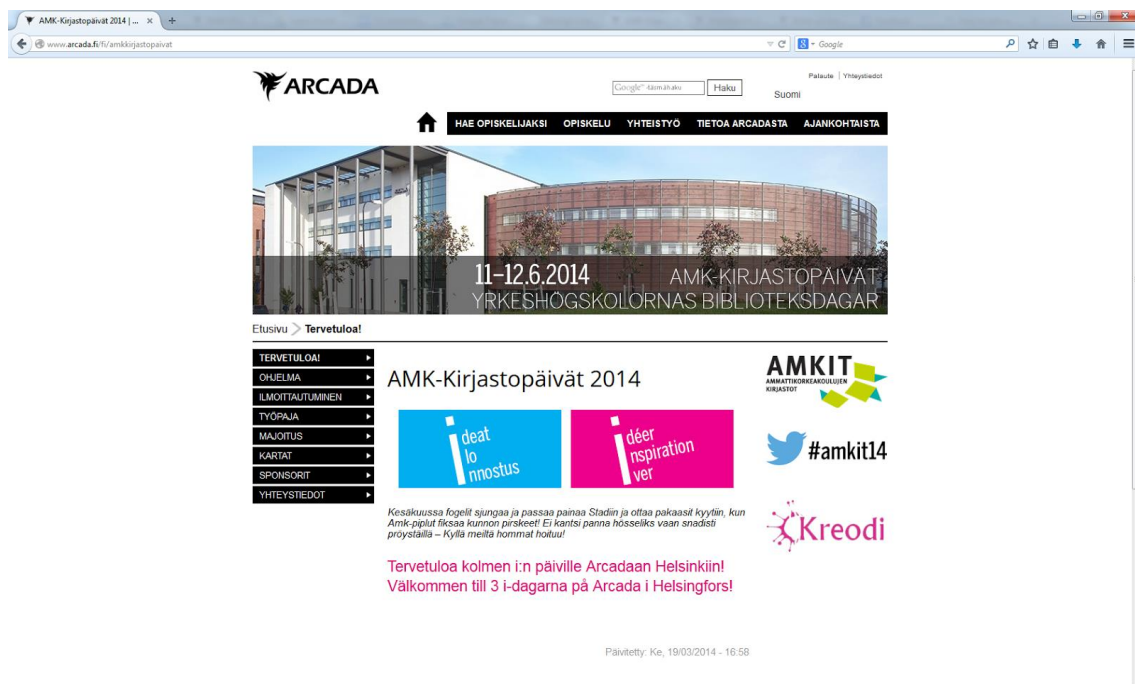 AMK-Kirjastopäivät 2014 | ...
www.arcada.fi/fi/amkkirjastopaivat
Google
Palaute | Yhteystiedot
ARCADA
Google™ -täsmähaku
Haku
Suomi
HAE OPISKELIJAKSI OPISKELU YHTEISTYÖ TIETOA ARCADASTA AJANKOHTAISTA
11–12.6.2014 AMK-KIRJASTOPÄIVÄT
YRKESHÖGSKOLORNAS BIBLIOTEKSDAGAR
Etusivu > Tervetuloa!
TERVETULOA!
OHJELMA
ILMOITTAUTUMINEN
TYÖPAJA
MAJOITUS
KARTAT
SPONSORIT
YHTEYSTIEDOT
AMK-Kirjastopäivät 2014
ideat
ilo
innostus
idéer
inspiration
iver
Kesäkuussa fogelit sjungaa ja passaa painaa Stadiin ja ottaa pakaasit kyytiin, kun
Amk-piplut fiksaa kunnon pirskeet! Ei kantsi panna hösseliks vaan snadisti
pröystäillä – Kyllä meiltä hommat hoituu!
Tervetuloa kolmen i:n päiville Arcadaan Helsinkiin!
Välkommen till 3 i-dagarna på Arcada i Helsingfors!
Päivitetty: Ke, 19/03/2014 - 16:58
AMKIT
AMMATTIKORKEAKOULUJEN
KIRJASTOT
#amkit14
Kreodi